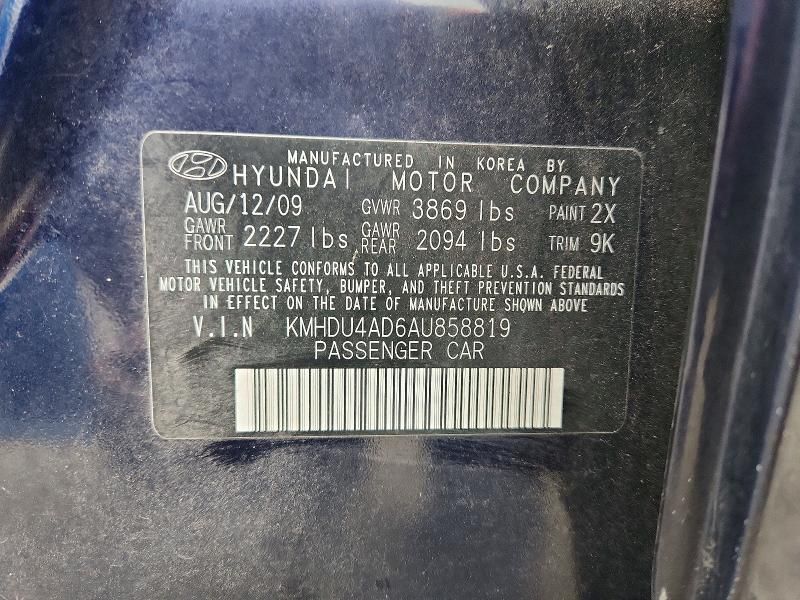 MANUFACTURED IN KOREA BY
HYUNDAI MOTOR COMPANY
AUG/12/09 GVWR 3869 lbs PAINT 2X
GAWR FRONT 2227 lbs GAWR REAR 2094 lbs TRIM 9K
THIS VEHICLE CONFORMS TO ALL APPLICABLE U.S.A. FEDERAL
MOTOR VEHICLE SAFETY, BUMPER, AND THEFT PREVENTION STANDARDS
IN EFFECT ON THE DATE OF MANUFACTURE SHOWN ABOVE
V.I.N KMHDU4AD6AU858819
PASSENGER CAR